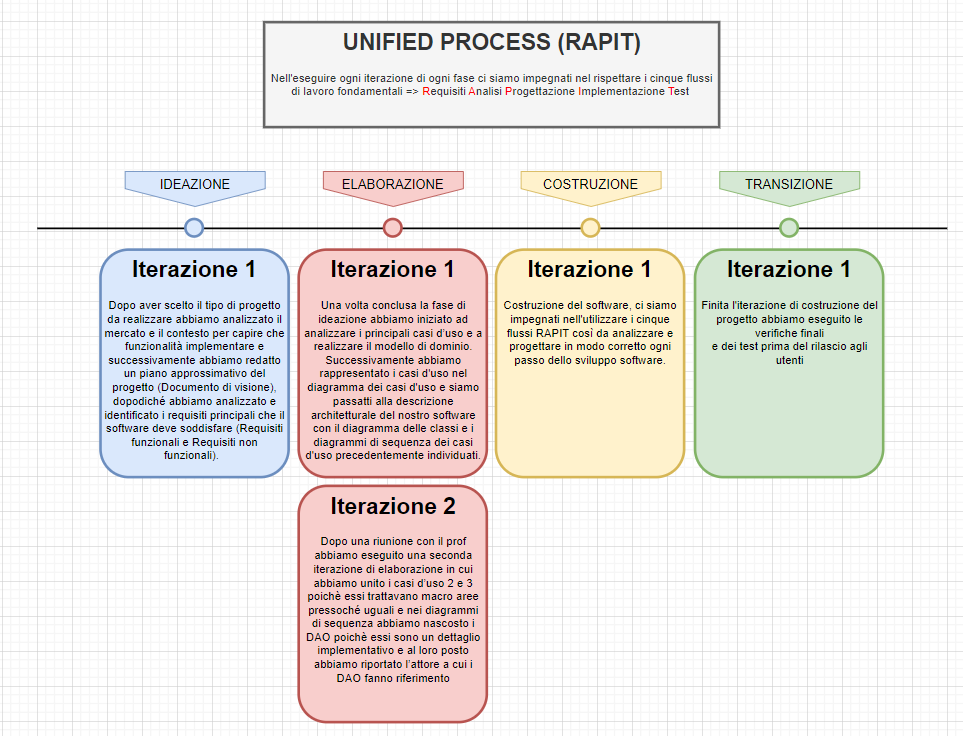 UNIFIED PROCESS (RAPIT)
Nell'eseguire ogni iterazione di ogni fase ci siamo impegnati nel rispettare i cinque flussi
di lavoro fondamentali => Requisiti Analisi Progettazione Implementazione Test
IDEAZIONE
ELABORAZIONE
COSTRUZIONE
TRANSIZIONE
Iterazione 1
Dopo aver scelto il tipo di progetto
da realizzare abbiamo analizzato il
mercato e il contesto per capire che
funzionalità implementare e
successivamente abbiamo redatto
un piano approssimativo del
progetto (Documento di visione),
dopodiché abbiamo analizzato e
identificato i requisiti principali che il
software deve soddisfare (Requisiti
funzionali e Requisiti non
funzionali).
Iterazione 1
Una volta conclusa la fase di
ideazione abbiamo iniziato ad
analizzare i principali casi d'uso e a
realizzare il modello di dominio.
Successivamente abbiamo
rappresentato i casi d'uso nel
diagramma dei casi d'uso e siamo
passatti alla descrizione
architetturale del nostro software
con il diagramma delle classi e i
diagrammi di sequenza dei casi
d'uso precedentemente individuati.
Iterazione 1
Costruzione del software, ci siamo
impegnati nell'utilizzare i cinque
flussi RAPIT così da analizzare e
progettare in modo corretto ogni
passo dello sviluppo software.
Iterazione 1
Finita l'iterazione di costruzione del
progetto abbiamo eseguito le
verifiche finali
e dei test prima del rilascio agli
utenti
Iterazione 2
Dopo una riunione con il prof
abbiamo eseguito una seconda
iterazione di elaborazione in cui
abbiamo unito i casi d'uso 2 e 3
poichè essi trattavano macro aree
pressoché uguali e nei diagrammi
di sequenza abbiamo nascosto i
DAO poichè essi sono un dettaglio
implementativo e al loro posto
abbiamo riportato l'attore a cui i
DAO fanno riferimento